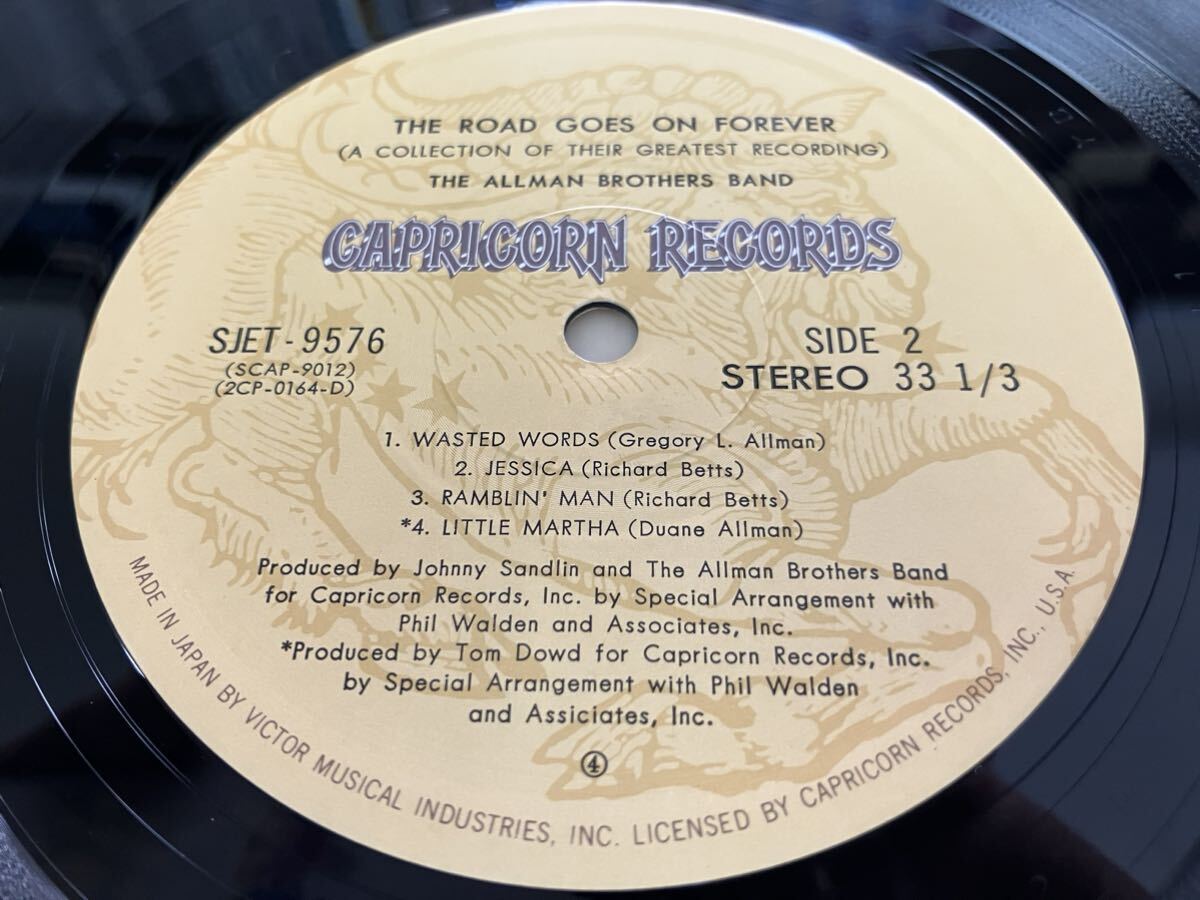 THE ROAD GOES ON FOREVER
(A COLLECTION OF THEIR GREATEST RECORDING)
THE ALLMAN BROTHERS BAND
CAPRICORN RECORDS
SJET-9576
(SCAP-9012)
(2CP-0164-D)
SIDE 2
STEREO 33 1/3
1. WASTED WORDS (Gregory L. Allman)
2. JESSICA (Richard Betts)
3. RAMBLIN' MAN (Richard Betts)
*4. LITTLE MARTHA (Duane Allman)
Produced by Johnny Sandlin and The Allman Brothers Band
for Capricorn Records, Inc. by Special Arrangement with
Phil Walden and Associates, Inc.
*Produced by Tom Dowd for Capricorn Records, Inc.
by Special Arrangement with Phil Walden
and Assiciates, Inc.
④
MADE IN JAPAN BY VICTOR MUSICAL INDUSTRIES, INC. LICENSED BY CAPRICORN RECORDS, INC., U.S.A.